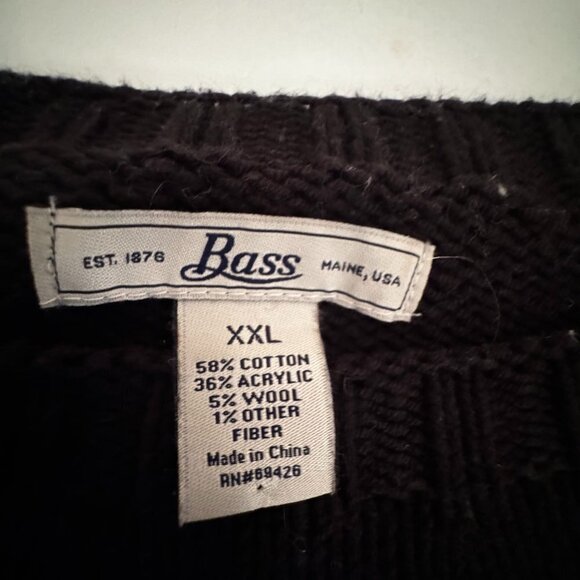 EST. 1876 Bass MAINE, USA
XXL
58% COTTON
36% ACRYLIC
5% WOOL
1% OTHER
FIBER
Made in China
RN#69426